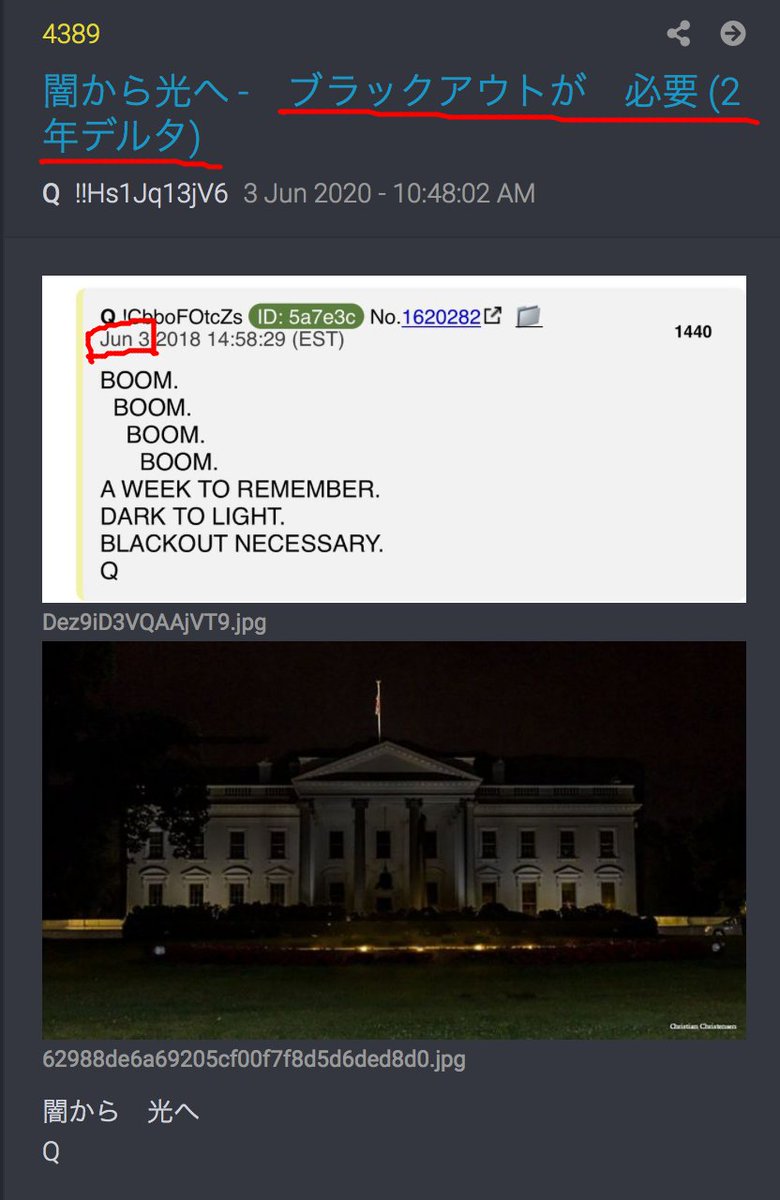 4389
闇から光へ -　ブラックアウトが　必要 (2
年デルタ)
Q !!Hs1Jq13jV6 3 Jun 2020 - 10:48:02 AM
Q !CbboFOtcZs ID: 5a7e3c No.1620282
Jun 3 2018 14:58:29 (EST)
1440
BOOM.
BOOM.
BOOM.
BOOM.
A WEEK TO REMEMBER.
DARK TO LIGHT.
BLACKOUT NECESSARY.
Q
Dez9iD3VQAAjVT9.jpg
Christian Christensen
62988de6a69205cf00f7f8d5d6ded8d0.jpg
闇から　光へ
Q